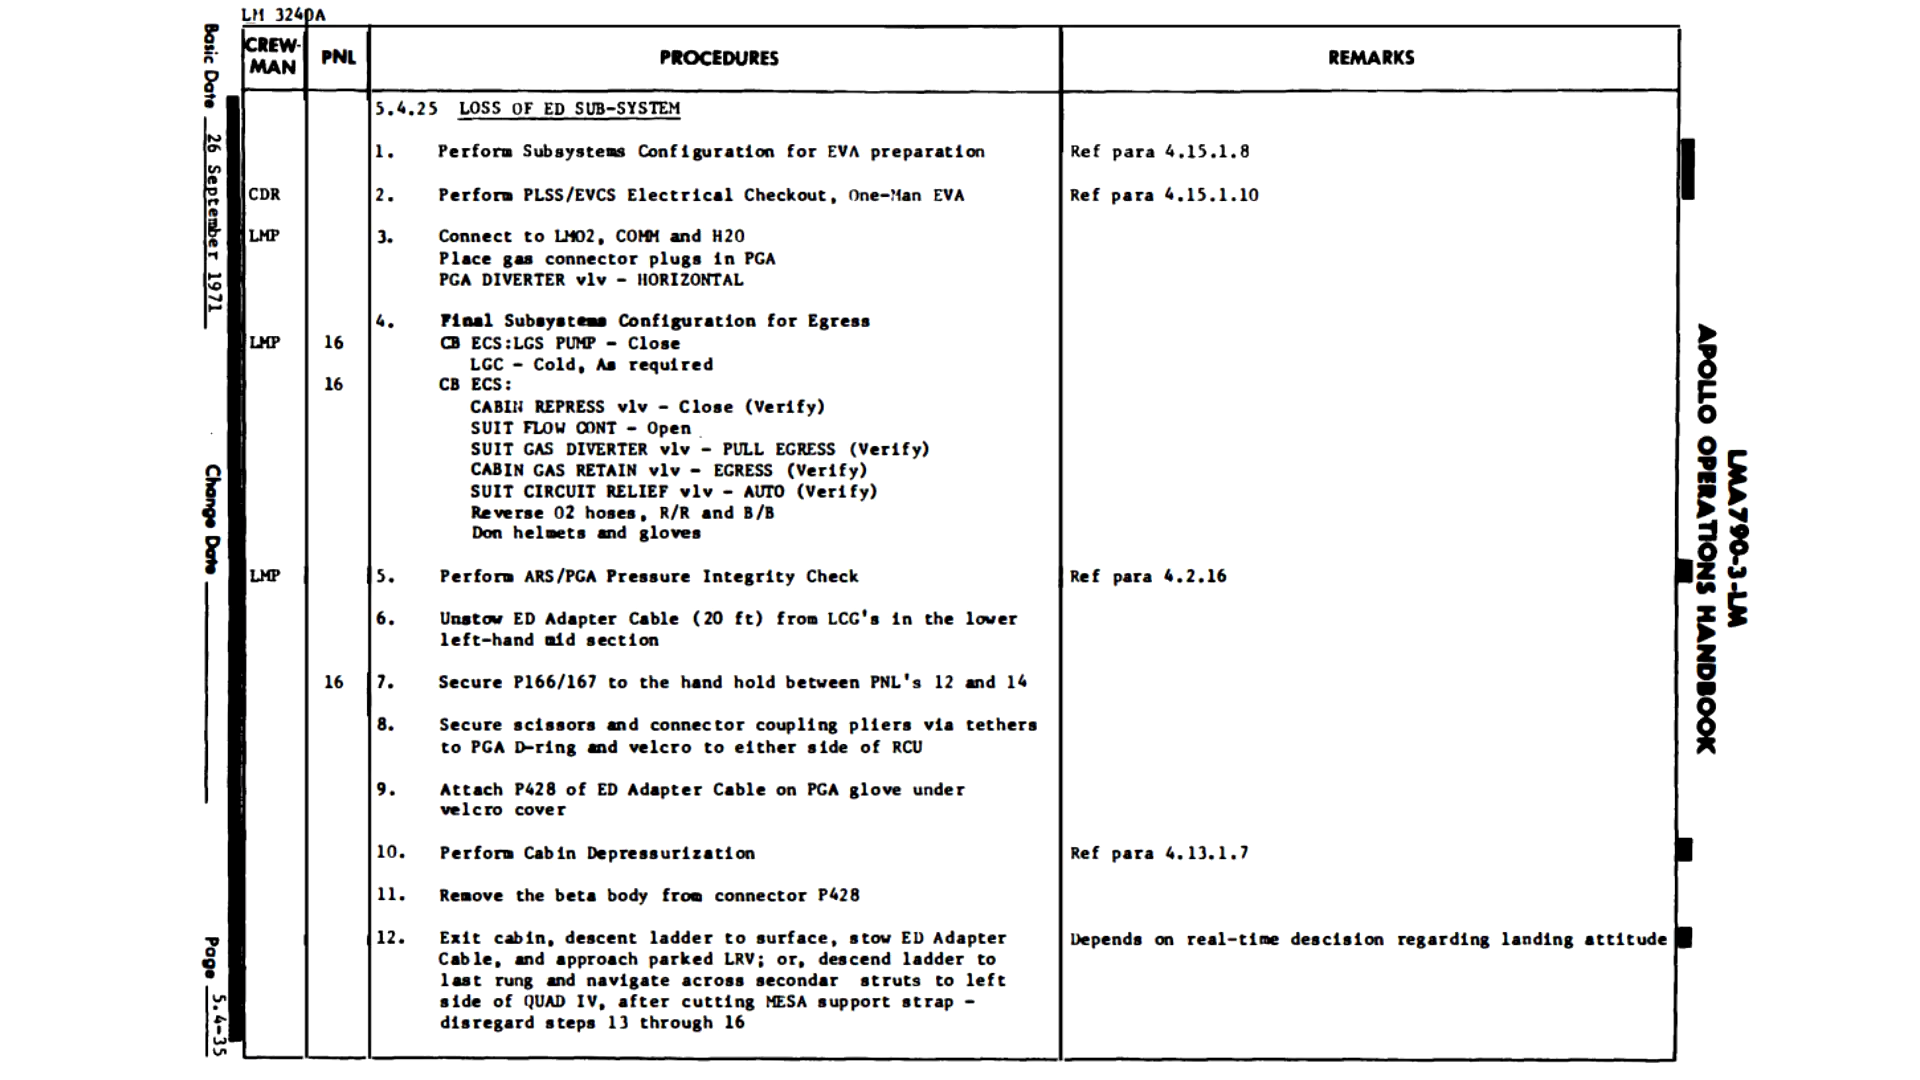 LM 3240A
CREW-MAN PNL PROCEDURES REMARKS
5.4.25 LOSS OF ED SUB-SYSTEM
1. Perform Subsystems Configuration for EVA preparation Ref para 4.15.1.8
CDR 2. Perform PLSS/EVCS Electrical Checkout, One-Man EVA Ref para 4.15.1.10
LMP 3. Connect to LMO2, COMM and H2O
Place gas connector plugs in PGA
PGA DIVERTER vlv - HORIZONTAL
4. Final Subsystems Configuration for Egress
LMP 16 CB ECS:LGS PUMP - Close
LGC - Cold, As required
16 CB ECS:
CABIN REPRESS vlv - Close (Verify)
SUIT FLOW CONT - Open
SUIT GAS DIVERTER vlv - PULL EGRESS (Verify)
CABIN GAS RETAIN vlv - EGRESS (Verify)
SUIT CIRCUIT RELIEF vlv - AUTO (Verify)
Reverse O2 hoses, R/R and B/B
Don helmets and gloves
LMP 5. Perform ARS/PGA Pressure Integrity Check Ref para 4.2.16
6. Unstow ED Adapter Cable (20 ft) from LCG's in the lower
left-hand mid section
16 7. Secure P166/167 to the hand hold between PNL's 12 and 14
8. Secure scissors and connector coupling pliers via tethers
to PGA D-ring and velcro to either side of RCU
9. Attach P428 of ED Adapter Cable on PGA glove under
velcro cover
10. Perform Cabin Depressurization Ref para 4.13.1.7
11. Remove the beta body from connector P428
12. Exit cabin, descent ladder to surface, stow ED Adapter Depends on real-time descision regarding landing attitude
Cable, and approach parked LRV; or, descend ladder to
last rung and navigate across secondar struts to left
side of QUAD IV, after cutting MESA support strap -
disregard steps 13 through 16
Basic Date 26 September 1971 Change Date Page 5.4-35
LMA790-3-LM
APOLLO OPERATIONS HANDBOOK